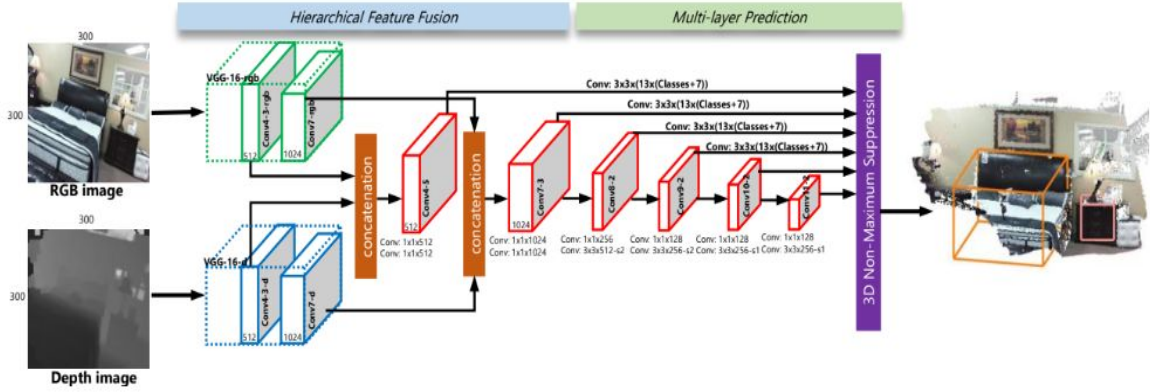 Hierarchical Feature Fusion
Multi-layer Prediction
300
300
RGB image
VGG-16-rgb
Conv4-3-rgb
512
Conv7-rgb
1024
concatenation
Conv4-5
512
Conv: 1x1x512
Conv: 1x1x512
concatenation
Conv7-3
1024
Conv: 1x1x1024
Conv: 1x1x1024
Conv8-2
Conv: 1x1x256
Conv: 3x3x512-s2
Conv9-2
Conv: 1x1x128
Conv: 3x3x256-s2
Conv10-2
Conv: 1x1x128
Conv: 3x3x256-s1
Conv11-2
Conv: 1x1x128
Conv: 3x3x256-s1
Conv: 3x3x(13x(Classes+7))
Conv: 3x3x(13x(Classes+7))
Conv: 3x3x(13x(Classes+7))
Conv: 3x3x(13x(Classes+7))
3D Non-Maximum Suppression
300
300
Depth image
VGG-16-d
Conv4-3-d
512
Conv7-d
1024